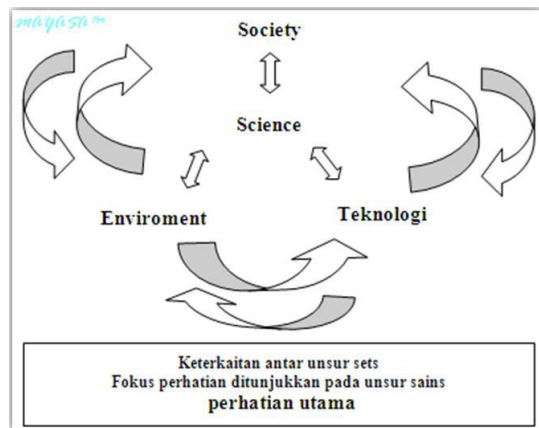 mayasa™
Society
Science
Enviroment
Teknologi
Keterkaitan antar unsur sets
Fokus perhatian ditunjukkan pada unsur sains
perhatian utama